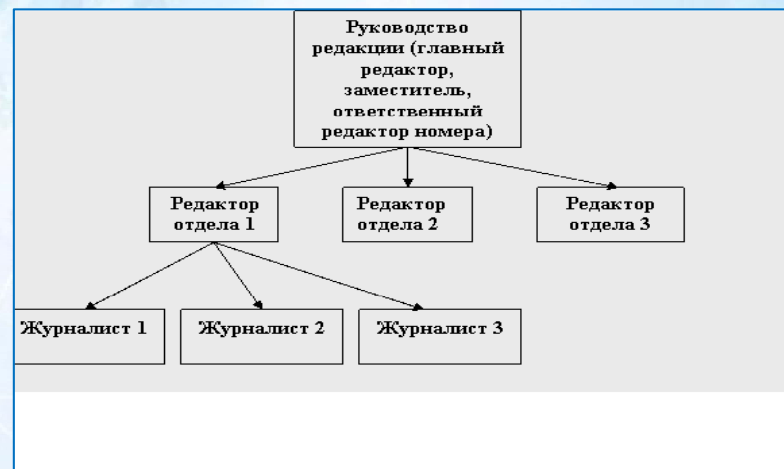 Руководство
редакции (главный
редактор,
заместитель,
ответственный
редактор номера)
Редактор
отдела 1
Редактор
отдела 2
Редактор
отдела 3
Журналист 1
Журналист 2
Журналист 3